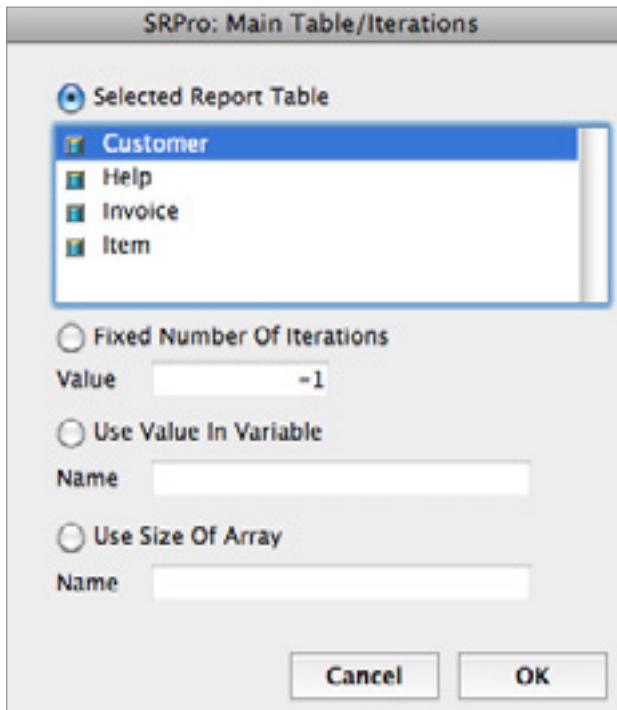 SRPro: Main Table/Iterations
Selected Report Table
Customer
Help
Invoice
Item
Fixed Number Of Iterations
Value -1
Use Value In Variable
Name
Use Size Of Array
Name
Cancel OK